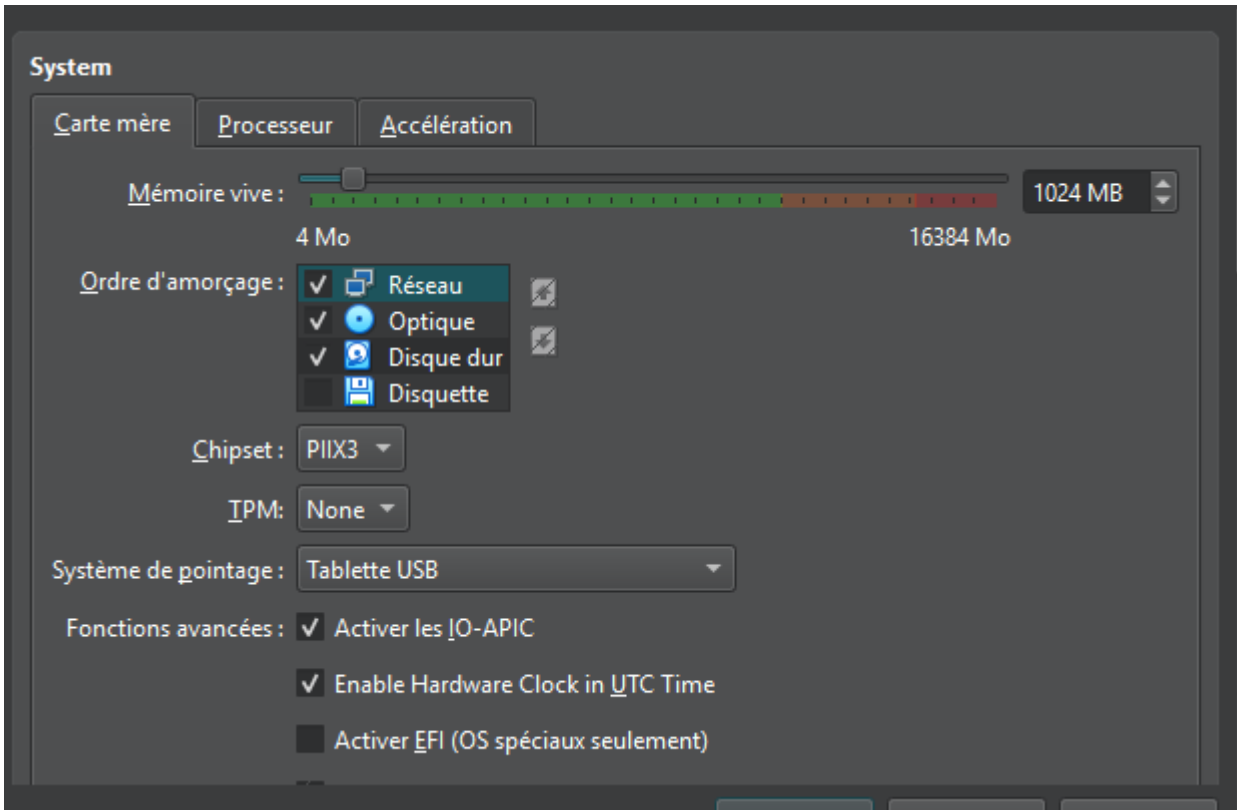 System
Carte mère Processeur Accélération
Mémoire vive : 1024 MB
4 Mo 16384 Mo
Ordre d'amorçage : Réseau
Optique
Disque dur
Disquette
Chipset : PIIX3
TPM: None
Système de pointage : Tablette USB
Fonctions avancées : Activer les IO-APIC
Enable Hardware Clock in UTC Time
Activer EFI (OS spéciaux seulement)